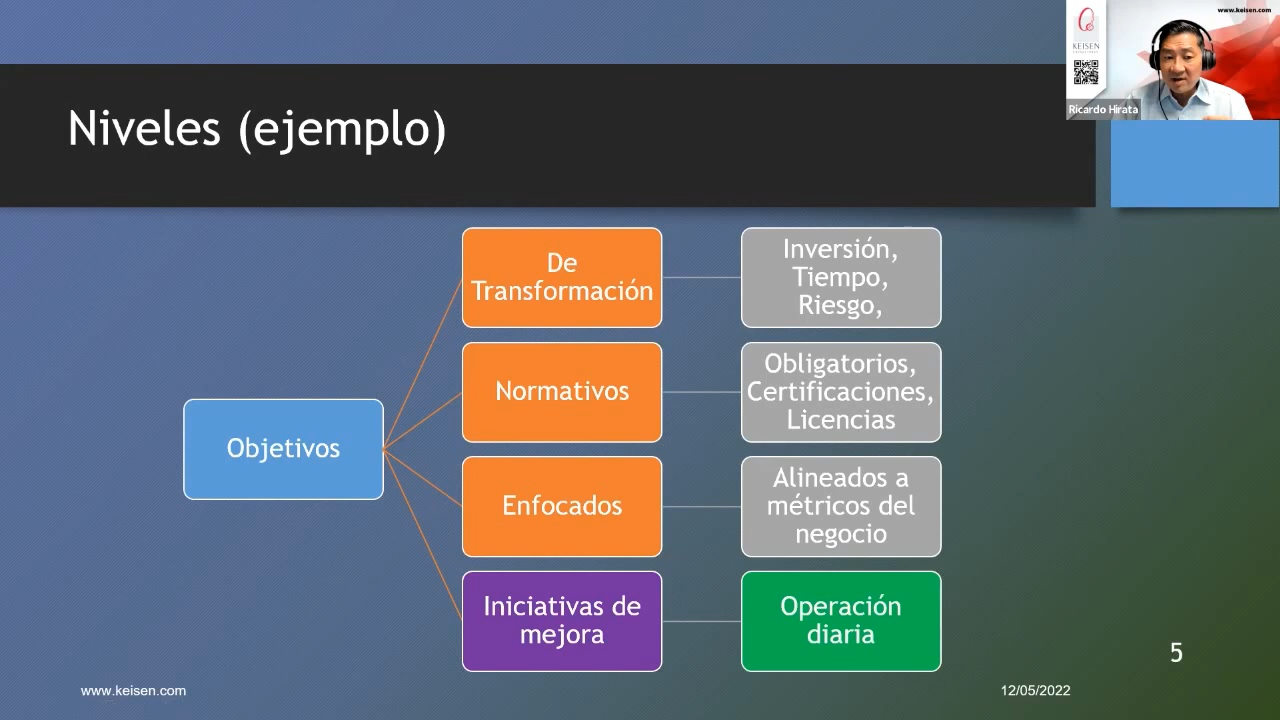 www.keisen.com
KEISEN
Ricardo Hirata
Niveles (ejemplo)
Objetivos
De
Transformación
Inversión,
Tiempo,
Riesgo,
Normativos
Obligatorios,
Certificaciones,
Licencias
Enfocados
Alineados a
métricos del
negocio
Iniciativas de
mejora
Operación
diaria
5
www.keisen.com
12/05/2022